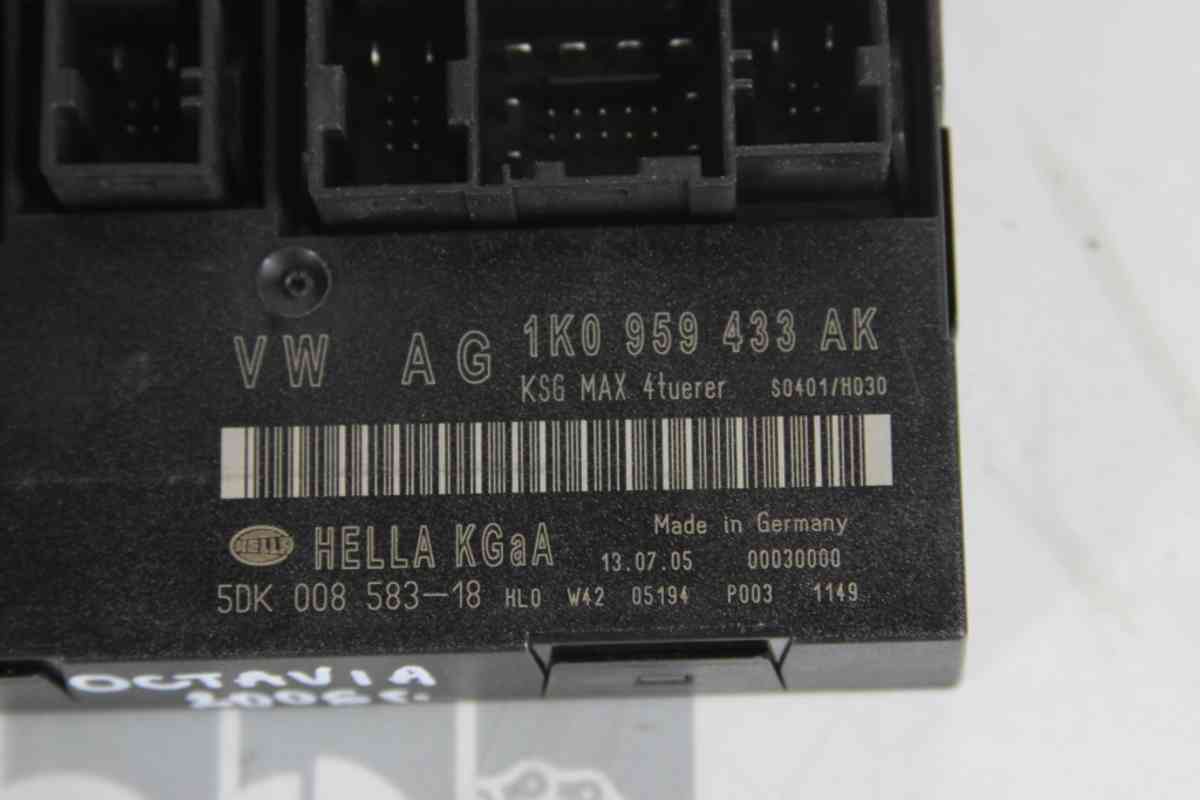 VW AG 1K0 959 433 AK
KSG MAX 4tuerer S0401/H030
HELLA HELLA KGaA Made in Germany
13.07.05 00030000
5DK 008 583-18 HL0 W42 05194 P003 1149
OCTAVIA